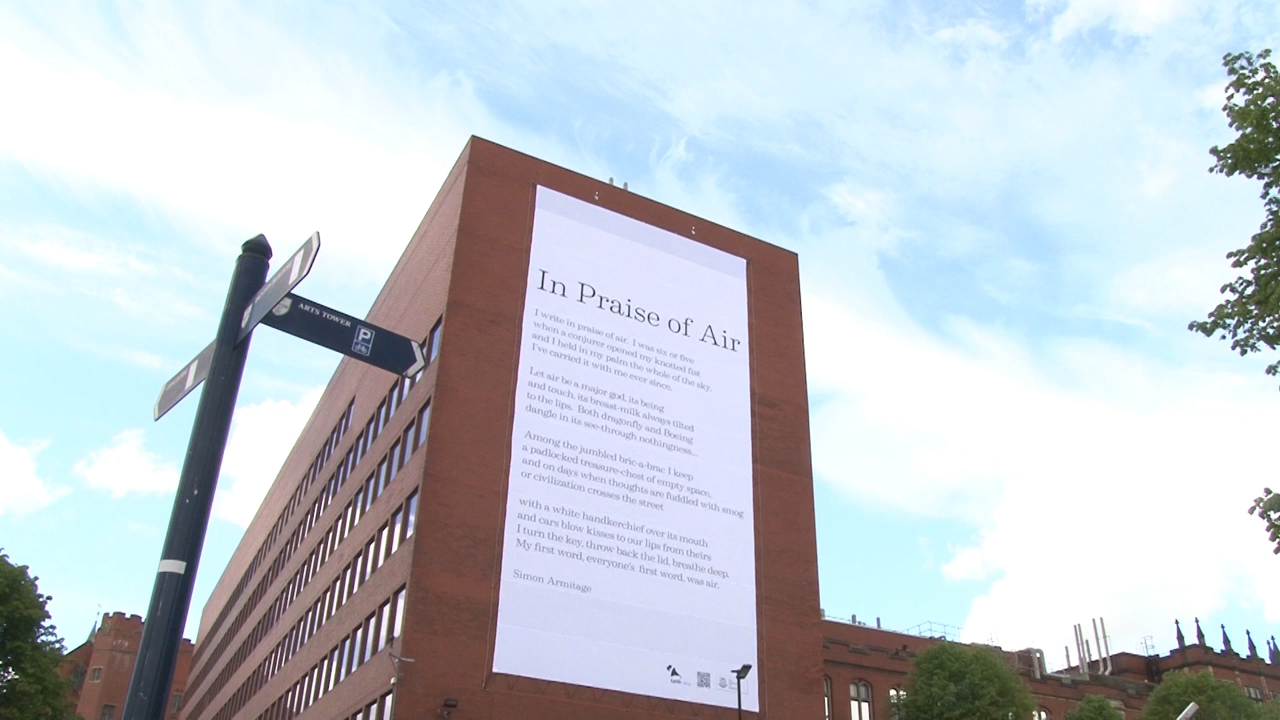 ARTS TOWER
P
In Praise of Air
I write in praise of air. I was six or five
when a conjurer opened my knotted fist
and I held in my palm the whole of the sky.
I've carried it with me ever since.
Let air be a major god, its being
and touch, its breast-milk always tilted
to the lips. Both dragonfly and Boeing
dangle in its see-through nothingness...
Among the jumbled bric-a-brac I keep
a padlocked treasure-chest of empty space,
and on days when thoughts are fuddled with smog
or civilization crosses the street
with a white handkerchief over its mouth
and cars blow kisses to our lips from theirs
I turn the key, throw back the lid, breathe deep.
My first word, everyone's first word, was air.
Simon Armitage